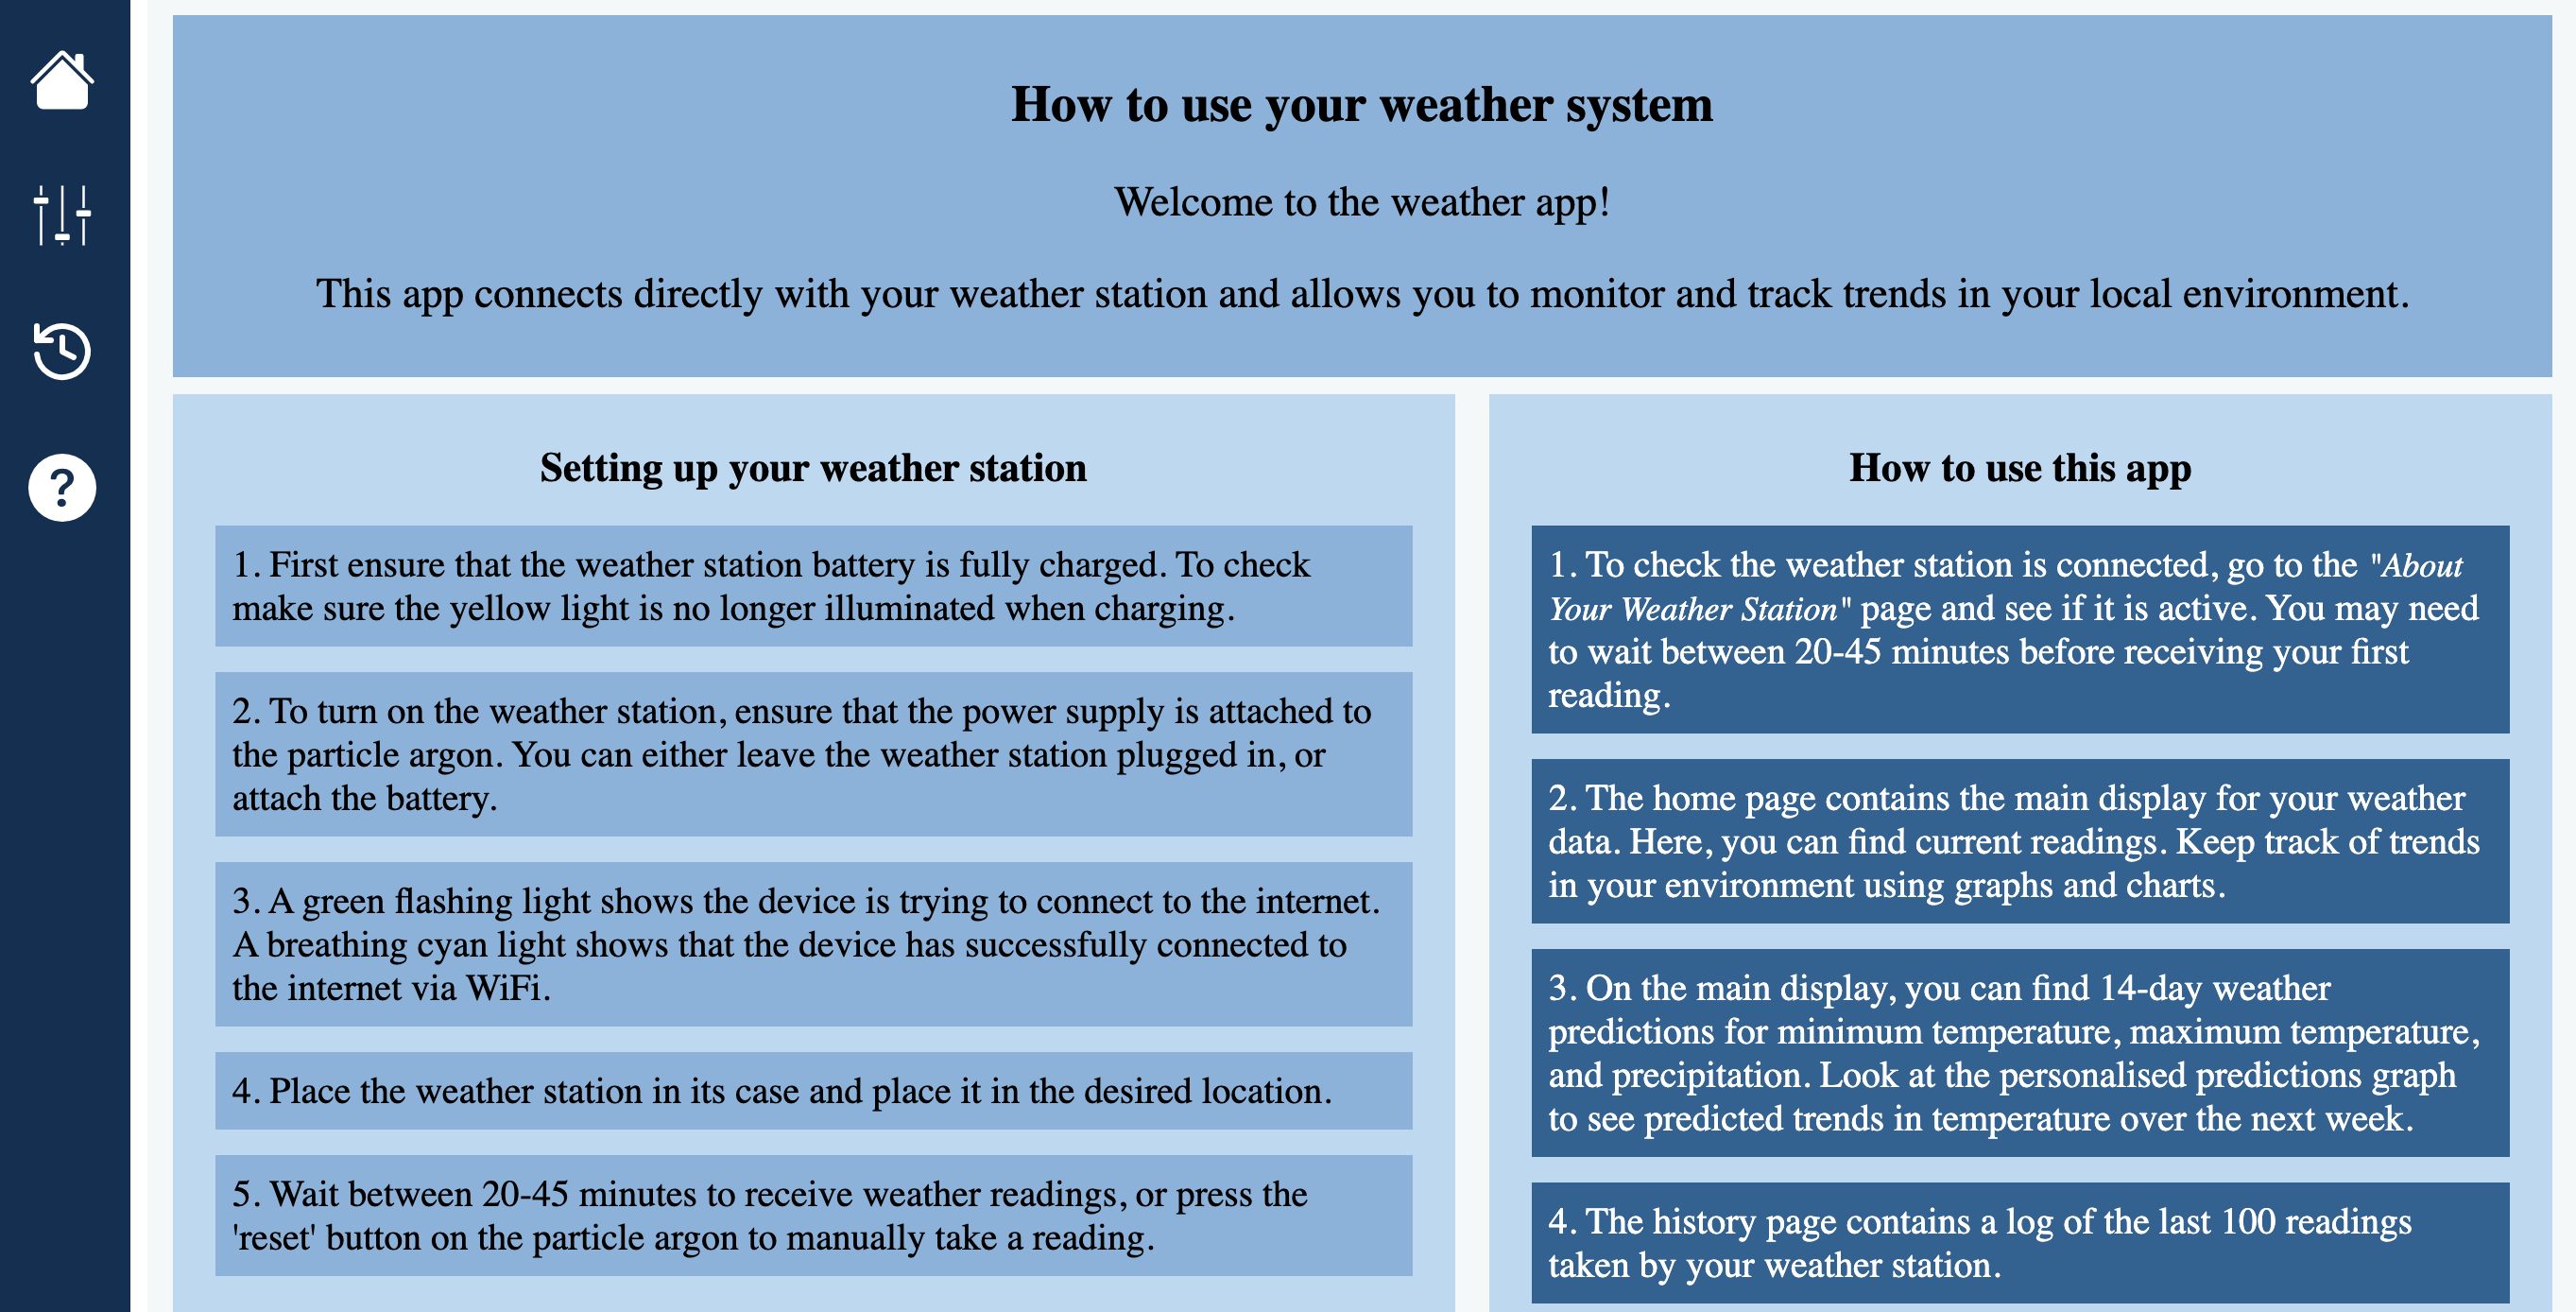 How to use your weather system
Welcome to the weather app!
This app connects directly with your weather station and allows you to monitor and track trends in your local environment.
Setting up your weather station
1. First ensure that the weather station battery is fully charged. To check
make sure the yellow light is no longer illuminated when charging.
2. To turn on the weather station, ensure that the power supply is attached to
the particle argon. You can either leave the weather station plugged in, or
attach the battery.
3. A green flashing light shows the device is trying to connect to the internet.
A breathing cyan light shows that the device has successfully connected to
the internet via WiFi.
4. Place the weather station in its case and place it in the desired location.
5. Wait between 20-45 minutes to receive weather readings, or press the
'reset' button on the particle argon to manually take a reading.
How to use this app
1. To check the weather station is connected, go to the "About
Your Weather Station" page and see if it is active. You may need
to wait between 20-45 minutes before receiving your first
reading.
2. The home page contains the main display for your weather
data. Here, you can find current readings. Keep track of trends
in your environment using graphs and charts.
3. On the main display, you can find 14-day weather
predictions for minimum temperature, maximum temperature,
and precipitation. Look at the personalised predictions graph
to see predicted trends in temperature over the next week.
4. The history page contains a log of the last 100 readings
taken by your weather station.
?